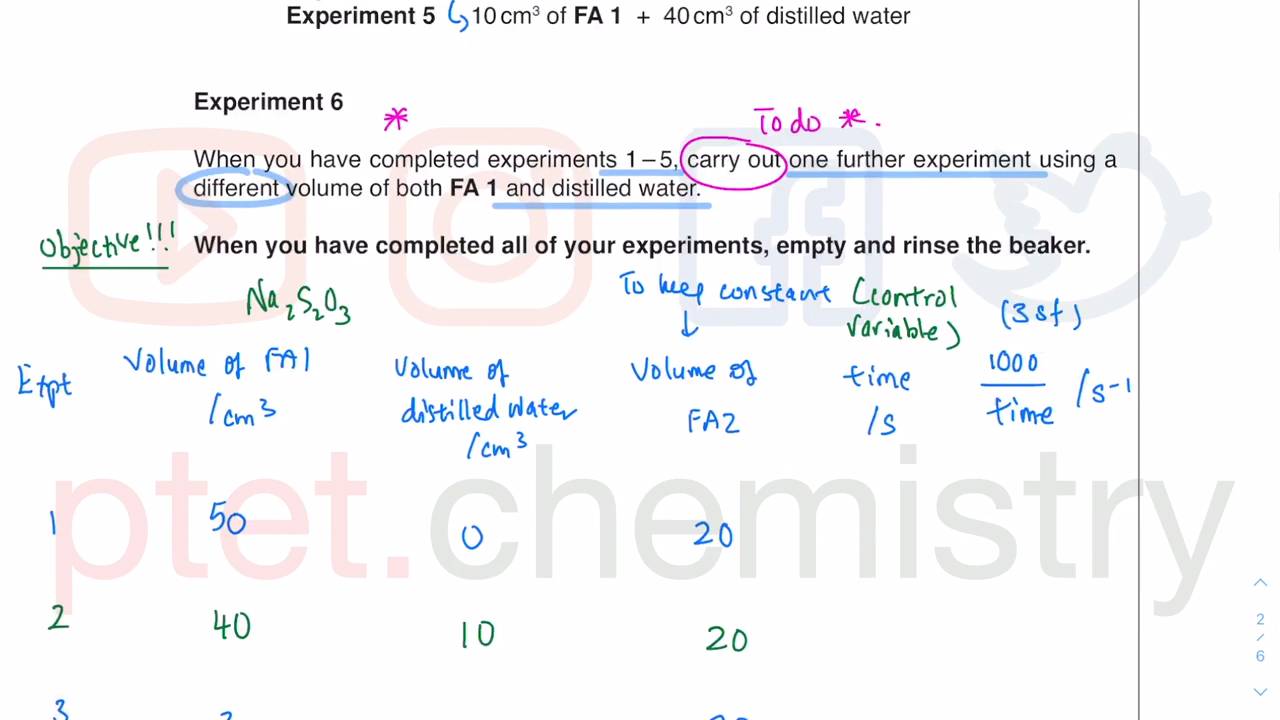 Experiment 5 10 cm³ of FA 1 + 40 cm³ of distilled water
Experiment 6
To do *.
*
When you have completed experiments 1–5, carry out one further experiment using a
different volume of both FA 1 and distilled water.
Objective!!!
When you have completed all of your experiments, empty and rinse the beaker.
Na₂S₂O₃
To keep constant (control
variable)
(3 sf)
Expt
Volume of FA1
/cm³
Volume of
distilled water
/cm³
Volume of
FA2
time
/s
1000
time
/s⁻¹
ptet.chemistry
1 50 0 20
2 40 10 20
3
2
/
6